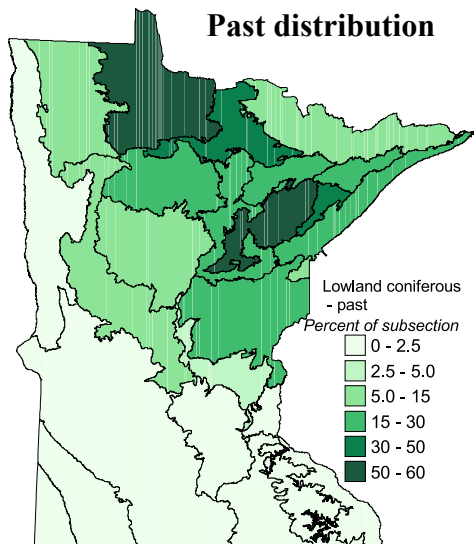 Past distribution
Lowland coniferous
- past
Percent of subsection
0 - 2.5
2.5 - 5.0
5.0 - 15
15 - 30
30 - 50
50 - 60